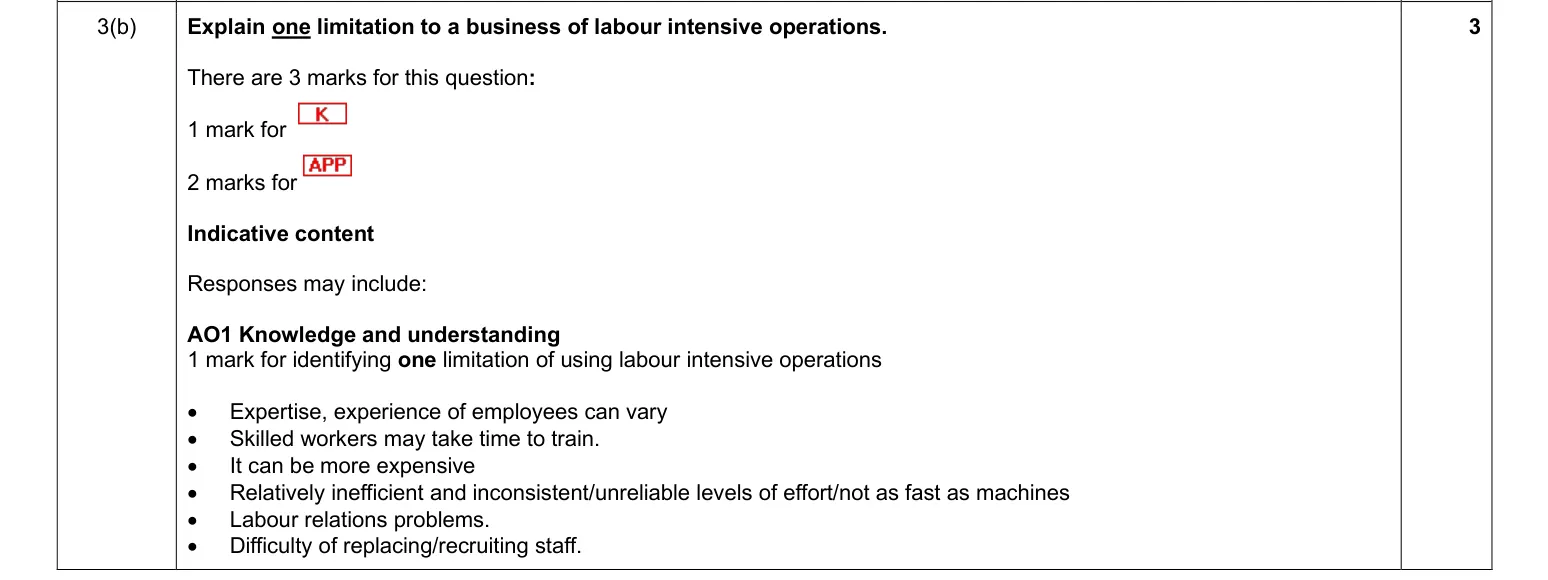 3(b) Explain one limitation to a business of labour intensive operations. 3
There are 3 marks for this question:
1 mark for K
2 marks for APP
Indicative content
Responses may include:
AO1 Knowledge and understanding
1 mark for identifying one limitation of using labour intensive operations
• Expertise, experience of employees can vary
• Skilled workers may take time to train.
• It can be more expensive
• Relatively inefficient and inconsistent/unreliable levels of effort/not as fast as machines
• Labour relations problems.
• Difficulty of replacing/recruiting staff.